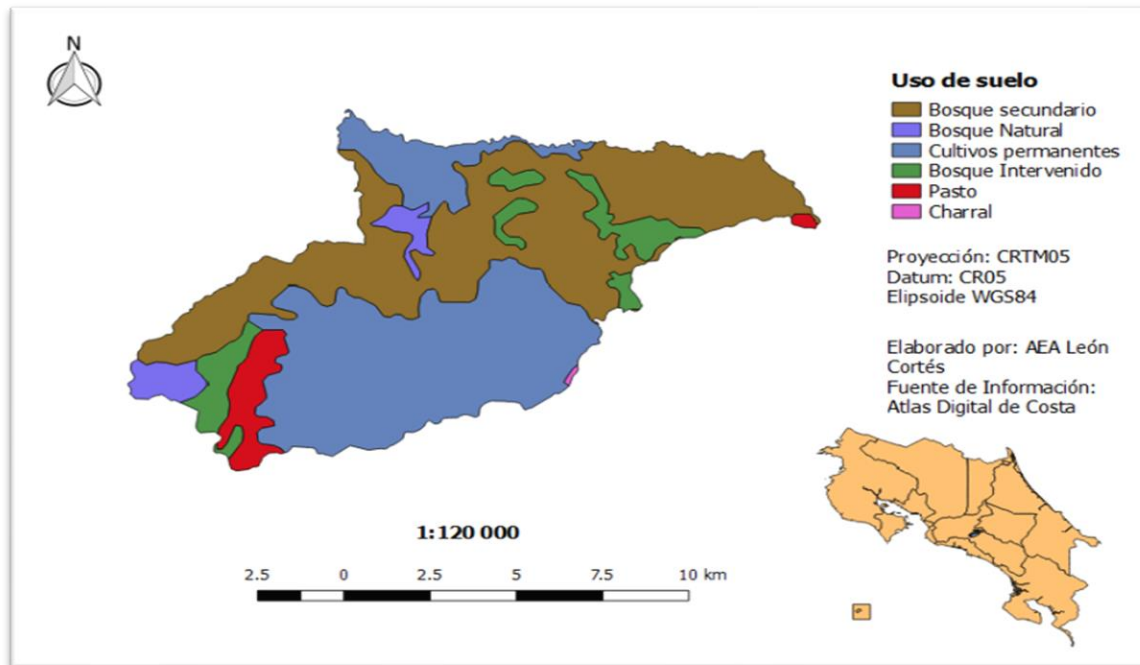 N
Uso de suelo
Bosque secundario
Bosque Natural
Cultivos permanentes
Bosque Intervenido
Pasto
Charral
Proyección: CRTM05
Datum: CR05
Elipsoide WGS84
Elaborado por: AEA León
Cortés
Fuente de Información:
Atlas Digital de Costa
1:120 000
2.5 0 2.5 5 7.5 10 km